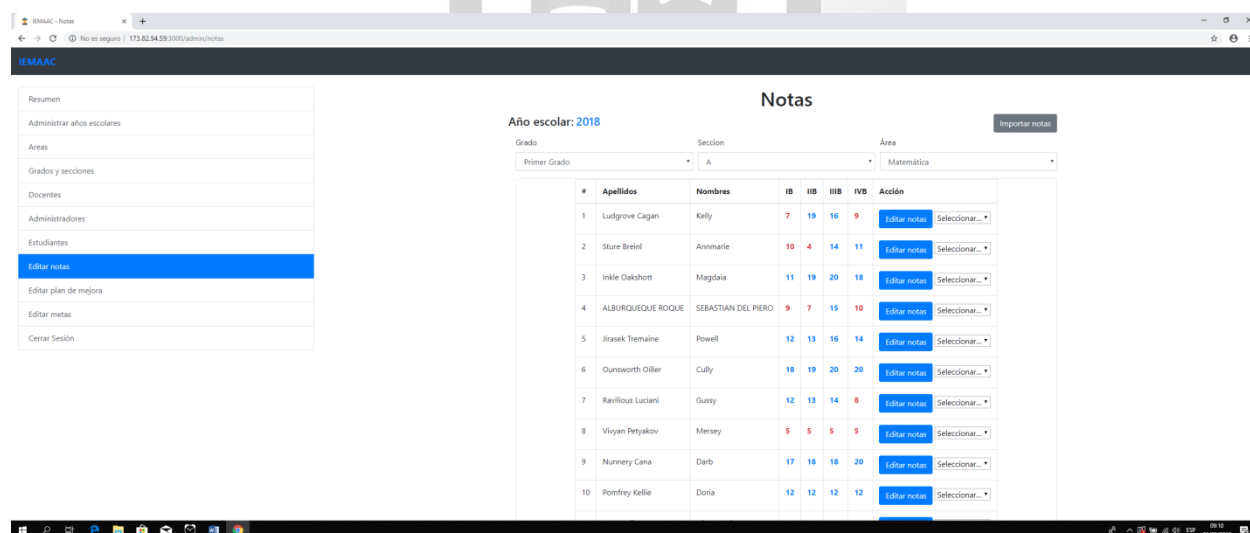 IEMAAC - Notas
No es seguro | 173.82.94.59:3000/admin/notas
IEMAAC
Resumen
Administrar años escolares
Areas
Grados y secciones
Docentes
Administradores
Estudiantes
Editar notas
Editar plan de mejora
Editar metas
Cerrar Sesión
Notas
Año escolar: 2018
Importar notas
Grado Seccion Área
Primer Grado A Matemática
# Apellidos Nombres IB IIB IIIB IVB Acción
1 Ludgrove Cagan Kelly 7 19 16 9 Editar notas Seleccionar...
2 Sture Breinl Annmarie 10 4 14 11 Editar notas Seleccionar...
3 Inkle Oakshott Magdaia 11 19 20 18 Editar notas Seleccionar...
4 ALBURQUEQUE ROQUE SEBASTIAN DEL PIERO 9 7 15 10 Editar notas Seleccionar...
5 Jirasek Tremaine Powell 12 13 16 14 Editar notas Seleccionar...
6 Ounsworth Oiller Cully 18 19 20 20 Editar notas Seleccionar...
7 Ravilious Luciani Gussy 12 13 14 8 Editar notas Seleccionar...
8 Vivyan Petyakov Mersey 5 5 5 5 Editar notas Seleccionar...
9 Nunnery Cana Darb 17 18 18 20 Editar notas Seleccionar...
10 Pomfrey Kellie Doria 12 12 12 12 Editar notas Seleccionar...
ESP 09:10